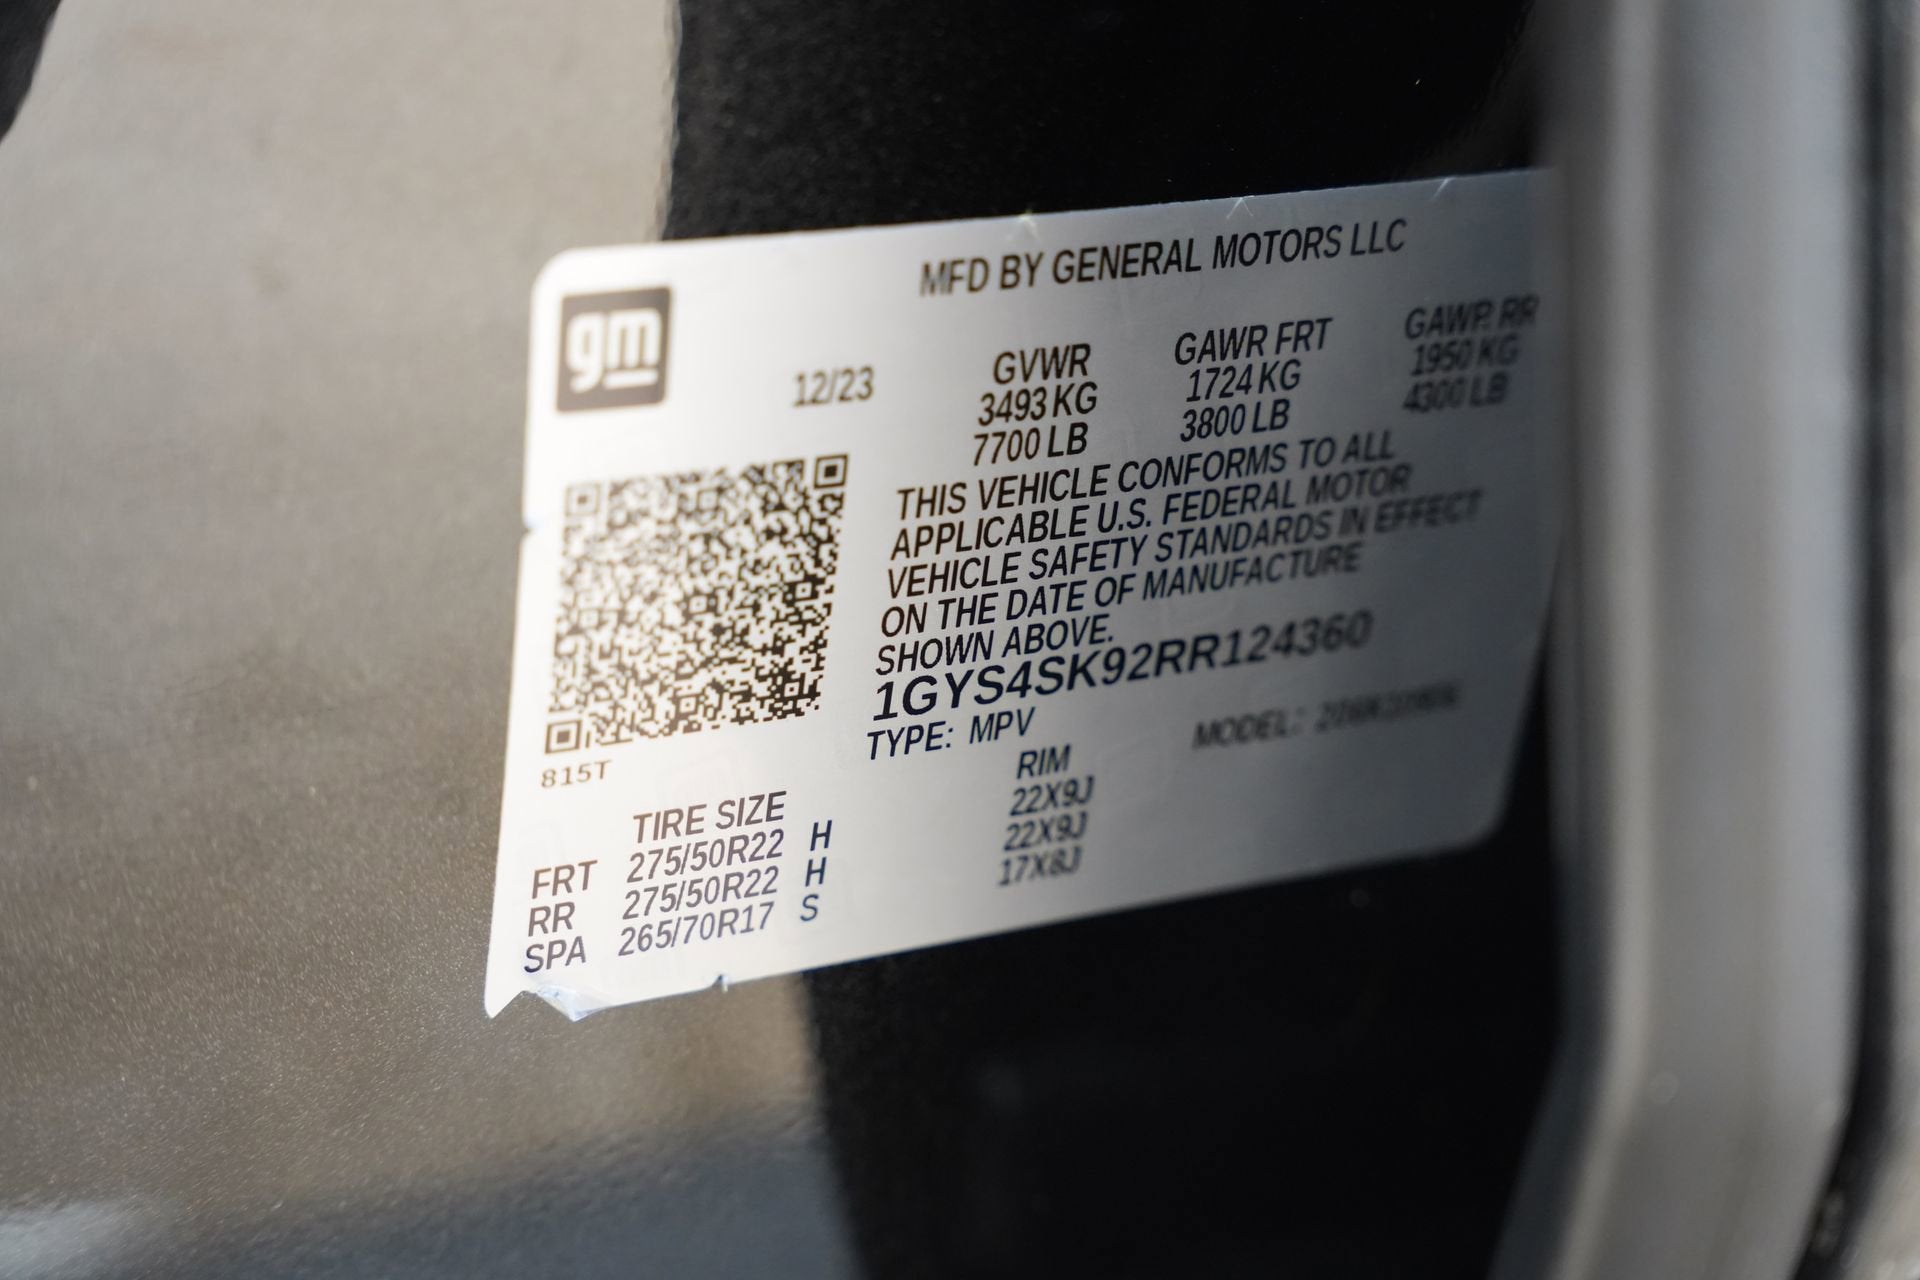 MFD BY GENERAL MOTORS LLC
gm
12/23
GVWR GAWR FRT GAWR RR
3493 KG 1724 KG 1950 KG
7700 LB 3800 LB 4300 LB
THIS VEHICLE CONFORMS TO ALL
APPLICABLE U.S. FEDERAL MOTOR
VEHICLE SAFETY STANDARDS IN EFFECT
ON THE DATE OF MANUFACTURE
SHOWN ABOVE.
1GYS4SK92RR124360
TYPE: MPV MODEL:
815T
TIRE SIZE RIM
FRT 275/50R22 H 22X9J
RR 275/50R22 H 22X9J
SPA 265/70R17 S 17X8J